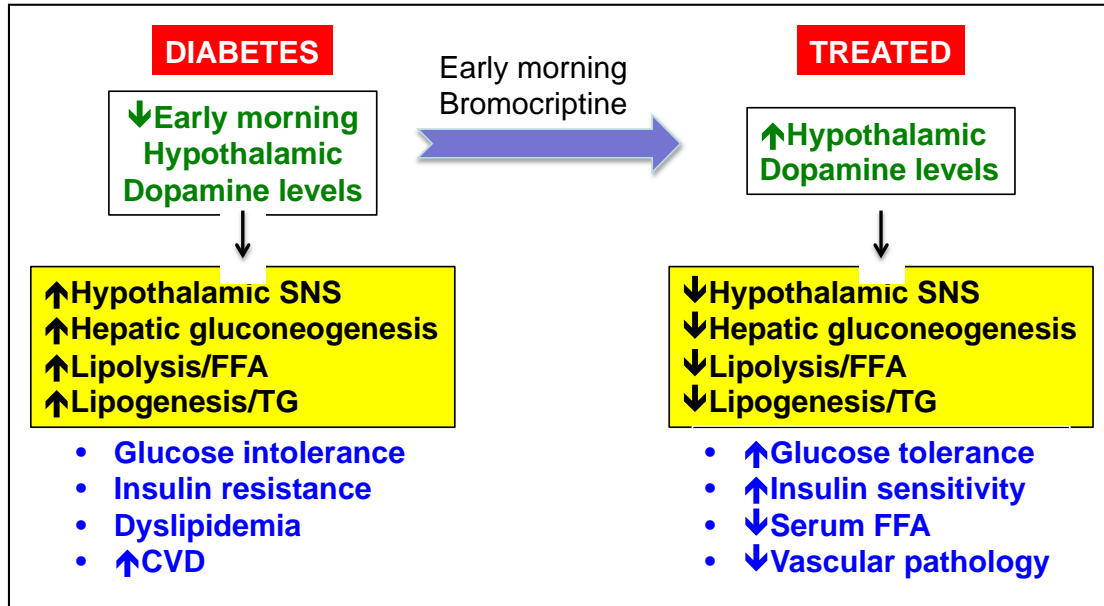 DIABETES
↓Early morning
Hypothalamic
Dopamine levels
↑Hypothalamic SNS
↑Hepatic gluconeogenesis
↑Lipolysis/FFA
↑Lipogenesis/TG
• Glucose intolerance
• Insulin resistance
• Dyslipidemia
• ↑CVD
Early morning
Bromocriptine
TREATED
↑Hypothalamic
Dopamine levels
↓Hypothalamic SNS
↓Hepatic gluconeogenesis
↓Lipolysis/FFA
↓Lipogenesis/TG
• ↑Glucose tolerance
• ↑Insulin sensitivity
• ↓Serum FFA
• ↓Vascular pathology